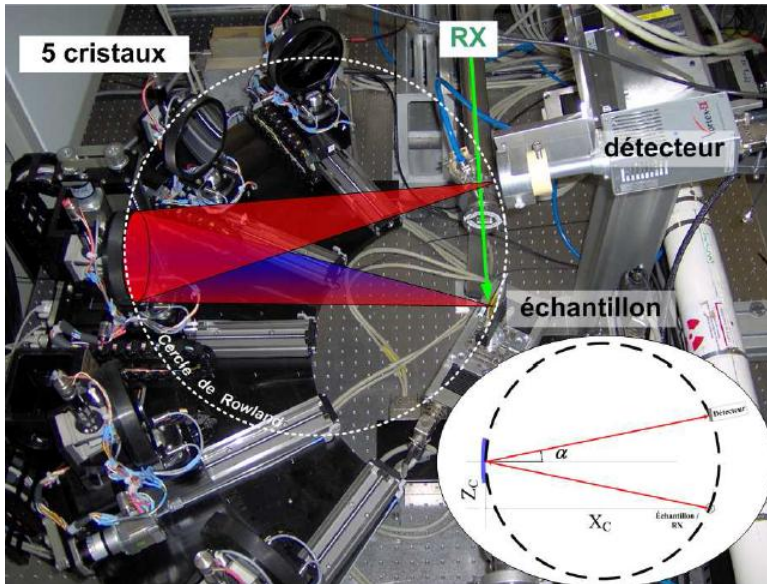 5 cristaux
RX
détecteur
échantillon
Cercle de Rowland
Détecteur
α
Z_C
X_C
Échantillon /
RX